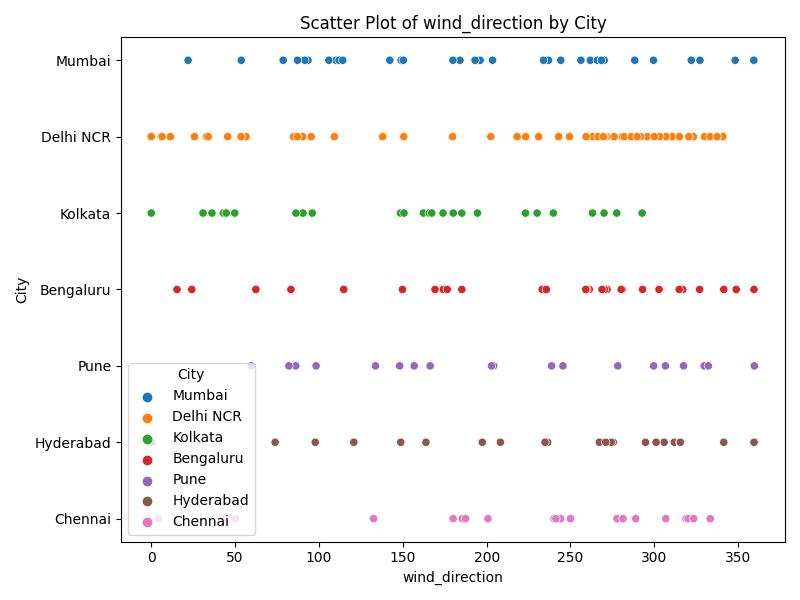 Scatter Plot of wind_direction by City
Mumbai
Delhi NCR
Kolkata
Bengaluru
Pune
Hyderabad
Chennai
City
City
Mumbai
Delhi NCR
Kolkata
Bengaluru
Pune
Hyderabad
Chennai
0 50 100 150 200 250 300 350
wind_direction